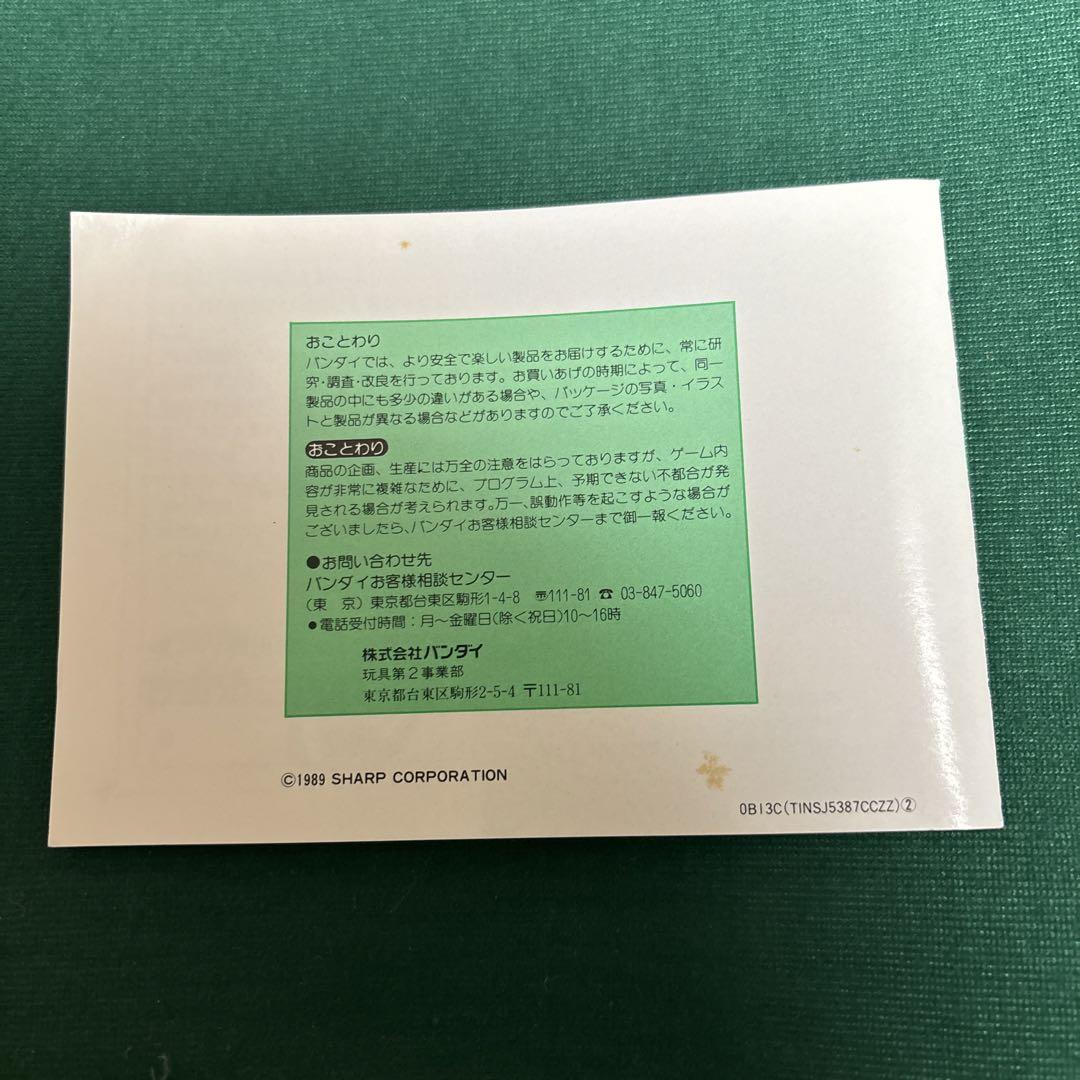 おことわり
バンダイでは、より安全で楽しい製品をお届けするために、常に研
究・調査・改良を行っております。お買いあげの時期によって、同一
製品の中にも多少の違いがある場合や、パッケージの写真・イラス
トと製品が異なる場合などがありますのでご了承ください。
おことわり
商品の企画、生産には万全の注意をはらっておりますが、ゲーム内
容が非常に複雑なために、プログラム上、予期できない不都合が発
見される場合が考えられます。万一、誤動作等を起こすような場合が
ございましたら、バンダイお客様相談センターまで御一報ください。
●お問い合わせ先
バンダイお客様相談センター
(東 京) 東京都台東区駒形1-4-8 〠111-81 ☎ 03-847-5060
●電話受付時間:月〜金曜日(除く祝日)10〜16時
株式会社バンダイ
玩具第2事業部
東京都台東区駒形2-5-4 〒111-81
©1989 SHARP CORPORATION
0B13C(TINSJ5387CCZZ)②